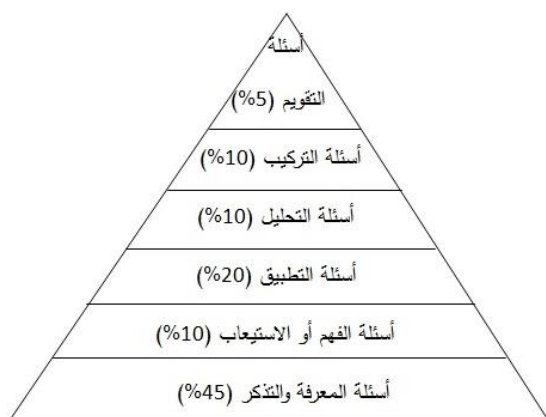 أسئلة
التقويم (5%)
أسئلة التركيب (10%)
أسئلة التحليل (10%)
أسئلة التطبيق (20%)
أسئلة الفهم أو الاستيعاب (10%)
أسئلة المعرفة والتذكر (45%)